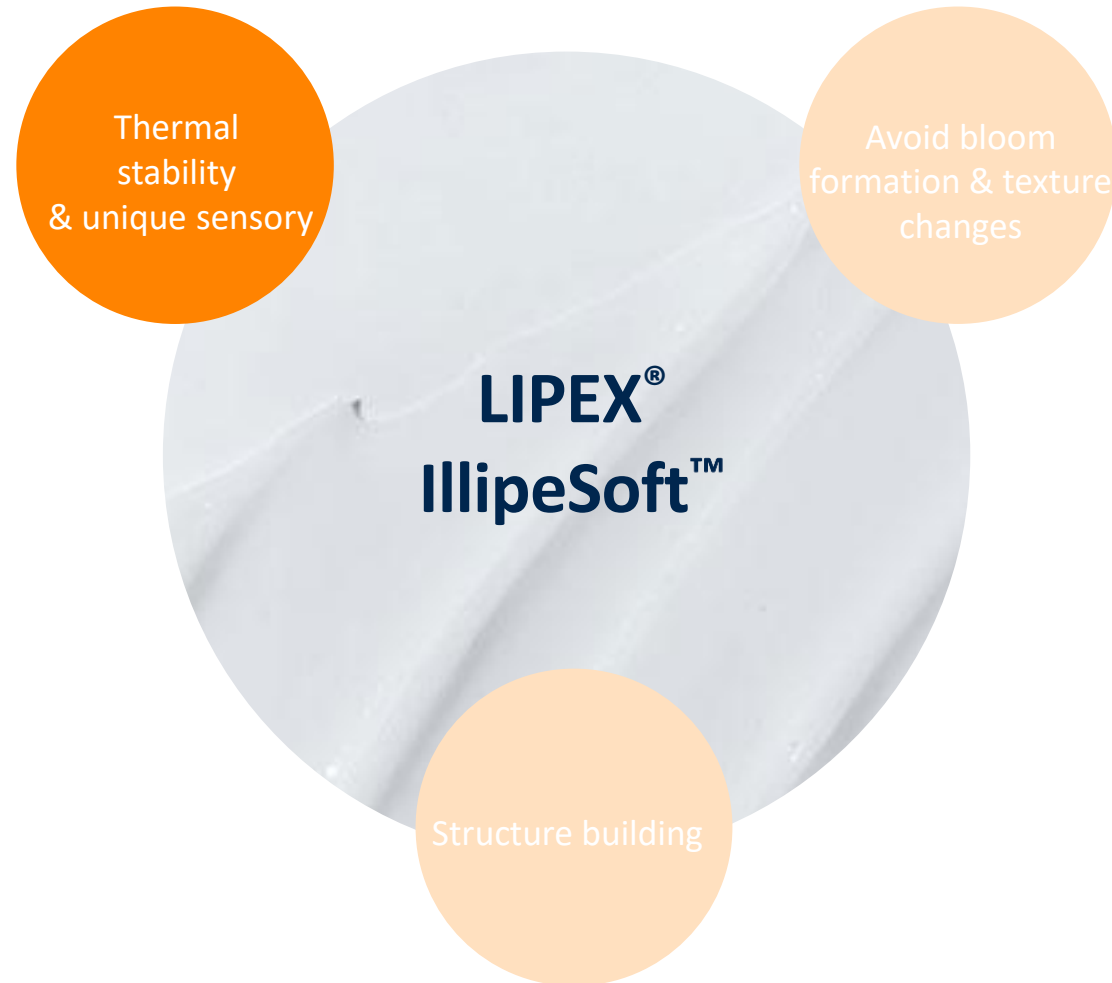 Thermal
stability
& unique sensory
Avoid bloom
formation & texture
changes
LIPEX®
IllipeSoft™
Structure building